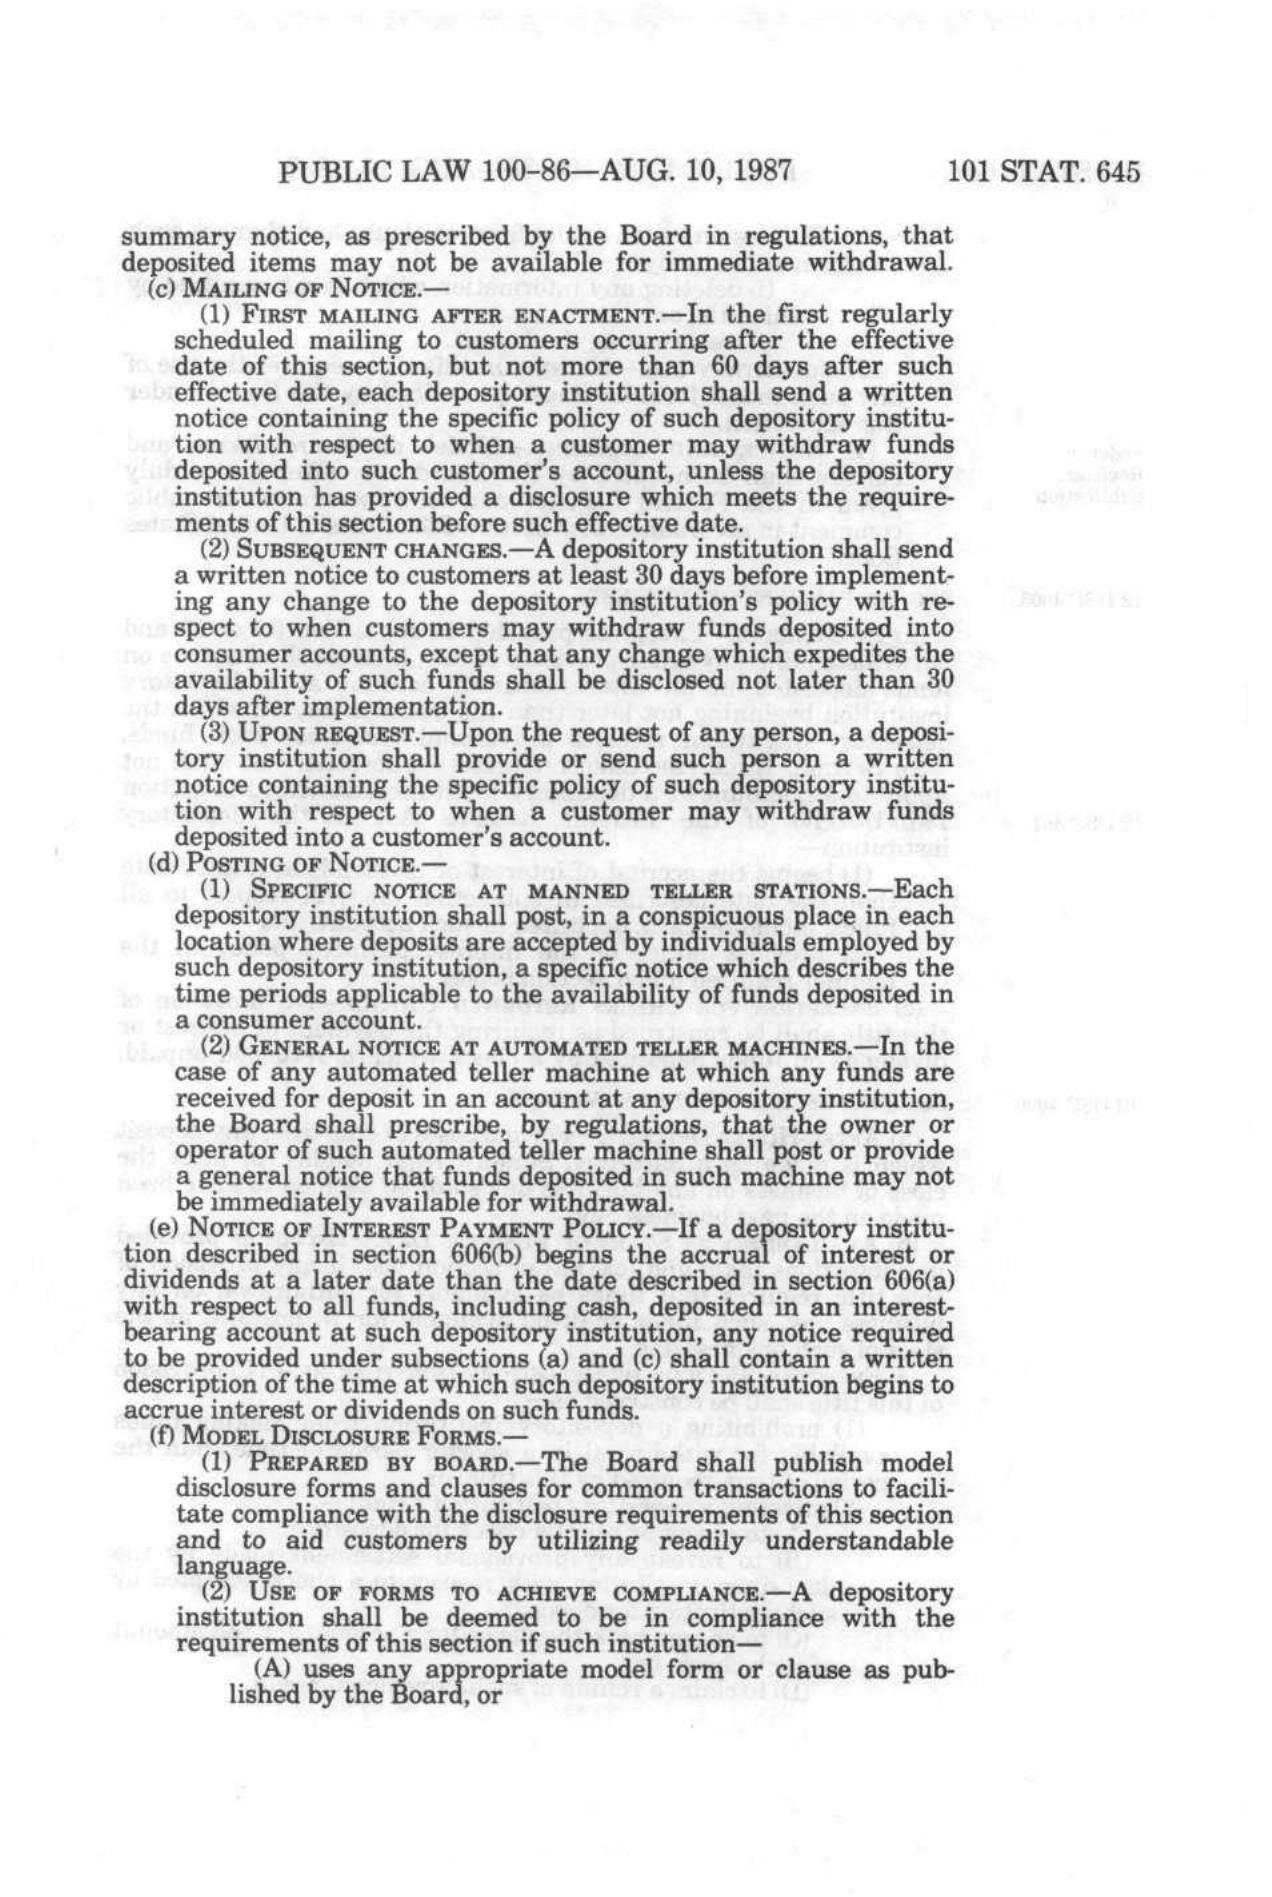 PUBLIC LAW 100-86—AUG. 10, 1987 101 STAT. 645
summary notice, as prescribed by the Board in regulations, that
deposited items may not be available for immediate withdrawal.
(c) MAILING OF NOTICE.—
(1) FIRST MAILING AFTER ENACTMENT.—In the first regularly
scheduled mailing to customers occurring after the effective
date of this section, but not more than 60 days after such
effective date, each depository institution shall send a written
notice containing the specific policy of such depository institu-
tion with respect to when a customer may withdraw funds
deposited into such customer's account, unless the depository
institution has provided a disclosure which meets the require-
ments of this section before such effective date.
(2) SUBSEQUENT CHANGES.—A depository institution shall send
a written notice to customers at least 30 days before implement-
ing any change to the depository institution's policy with re-
spect to when customers may withdraw funds deposited into
consumer accounts, except that any change which expedites the
availability of such funds shall be disclosed not later than 30
days after implementation.
(3) UPON REQUEST.—Upon the request of any person, a deposi-
tory institution shall provide or send such person a written
notice containing the specific policy of such depository institu-
tion with respect to when a customer may withdraw funds
deposited into a customer's account.
(d) POSTING OF NOTICE.—
(1) SPECIFIC NOTICE AT MANNED TELLER STATIONS.—Each
depository institution shall post, in a conspicuous place in each
location where deposits are accepted by individuals employed by
such depository institution, a specific notice which describes the
time periods applicable to the availability of funds deposited in
a consumer account.
(2) GENERAL NOTICE AT AUTOMATED TELLER MACHINES.—In the
case of any automated teller machine at which any funds are
received for deposit in an account at any depository institution,
the Board shall prescribe, by regulations, that the owner or
operator of such automated teller machine shall post or provide
a general notice that funds deposited in such machine may not
be immediately available for withdrawal.
(e) NOTICE OF INTEREST PAYMENT POLICY.—If a depository institu-
tion described in section 606(b) begins the accrual of interest or
dividends at a later date than the date described in section 606(a)
with respect to all funds, including cash, deposited in an interest-
bearing account at such depository institution, any notice required
to be provided under subsections (a) and (c) shall contain a written
description of the time at which such depository institution begins to
accrue interest or dividends on such funds.
(f) MODEL DISCLOSURE FORMS.—
(1) PREPARED BY BOARD.—The Board shall publish model
disclosure forms and clauses for common transactions to facili-
tate compliance with the disclosure requirements of this section
and to aid customers by utilizing readily understandable
language.
(2) USE OF FORMS TO ACHIEVE COMPLIANCE.—A depository
institution shall be deemed to be in compliance with the
requirements of this section if such institution—
(A) uses any appropriate model form or clause as pub-
lished by the Board, or